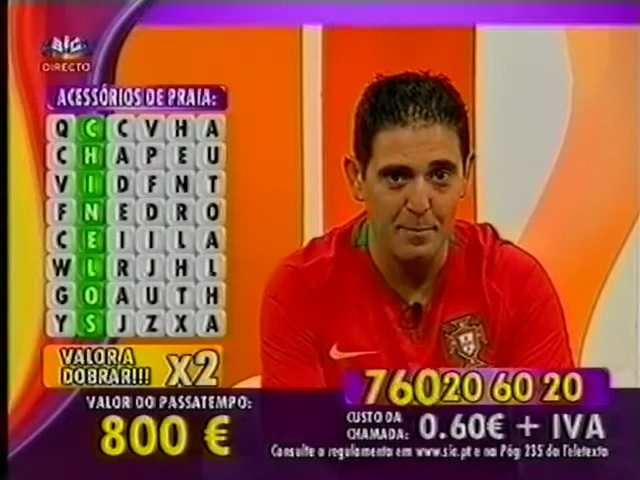 SIC
DIRECTO
ACESSÓRIOS DE PRAIA:
Q C C V H A
C H A P E U
V I D F N T
F N E D R O
C E I I L A
W L R J H L
G O A U T H
Y S J Z X A
VALOR A
DOBRAR!!! X2
VALOR DO PASSATEMPO:
800 €
760 20 60 20
CUSTO DA
CHAMADA: 0.60€ + IVA
Consulte o regulamento em www.sic.pt e na Pág 235 do Teletexto